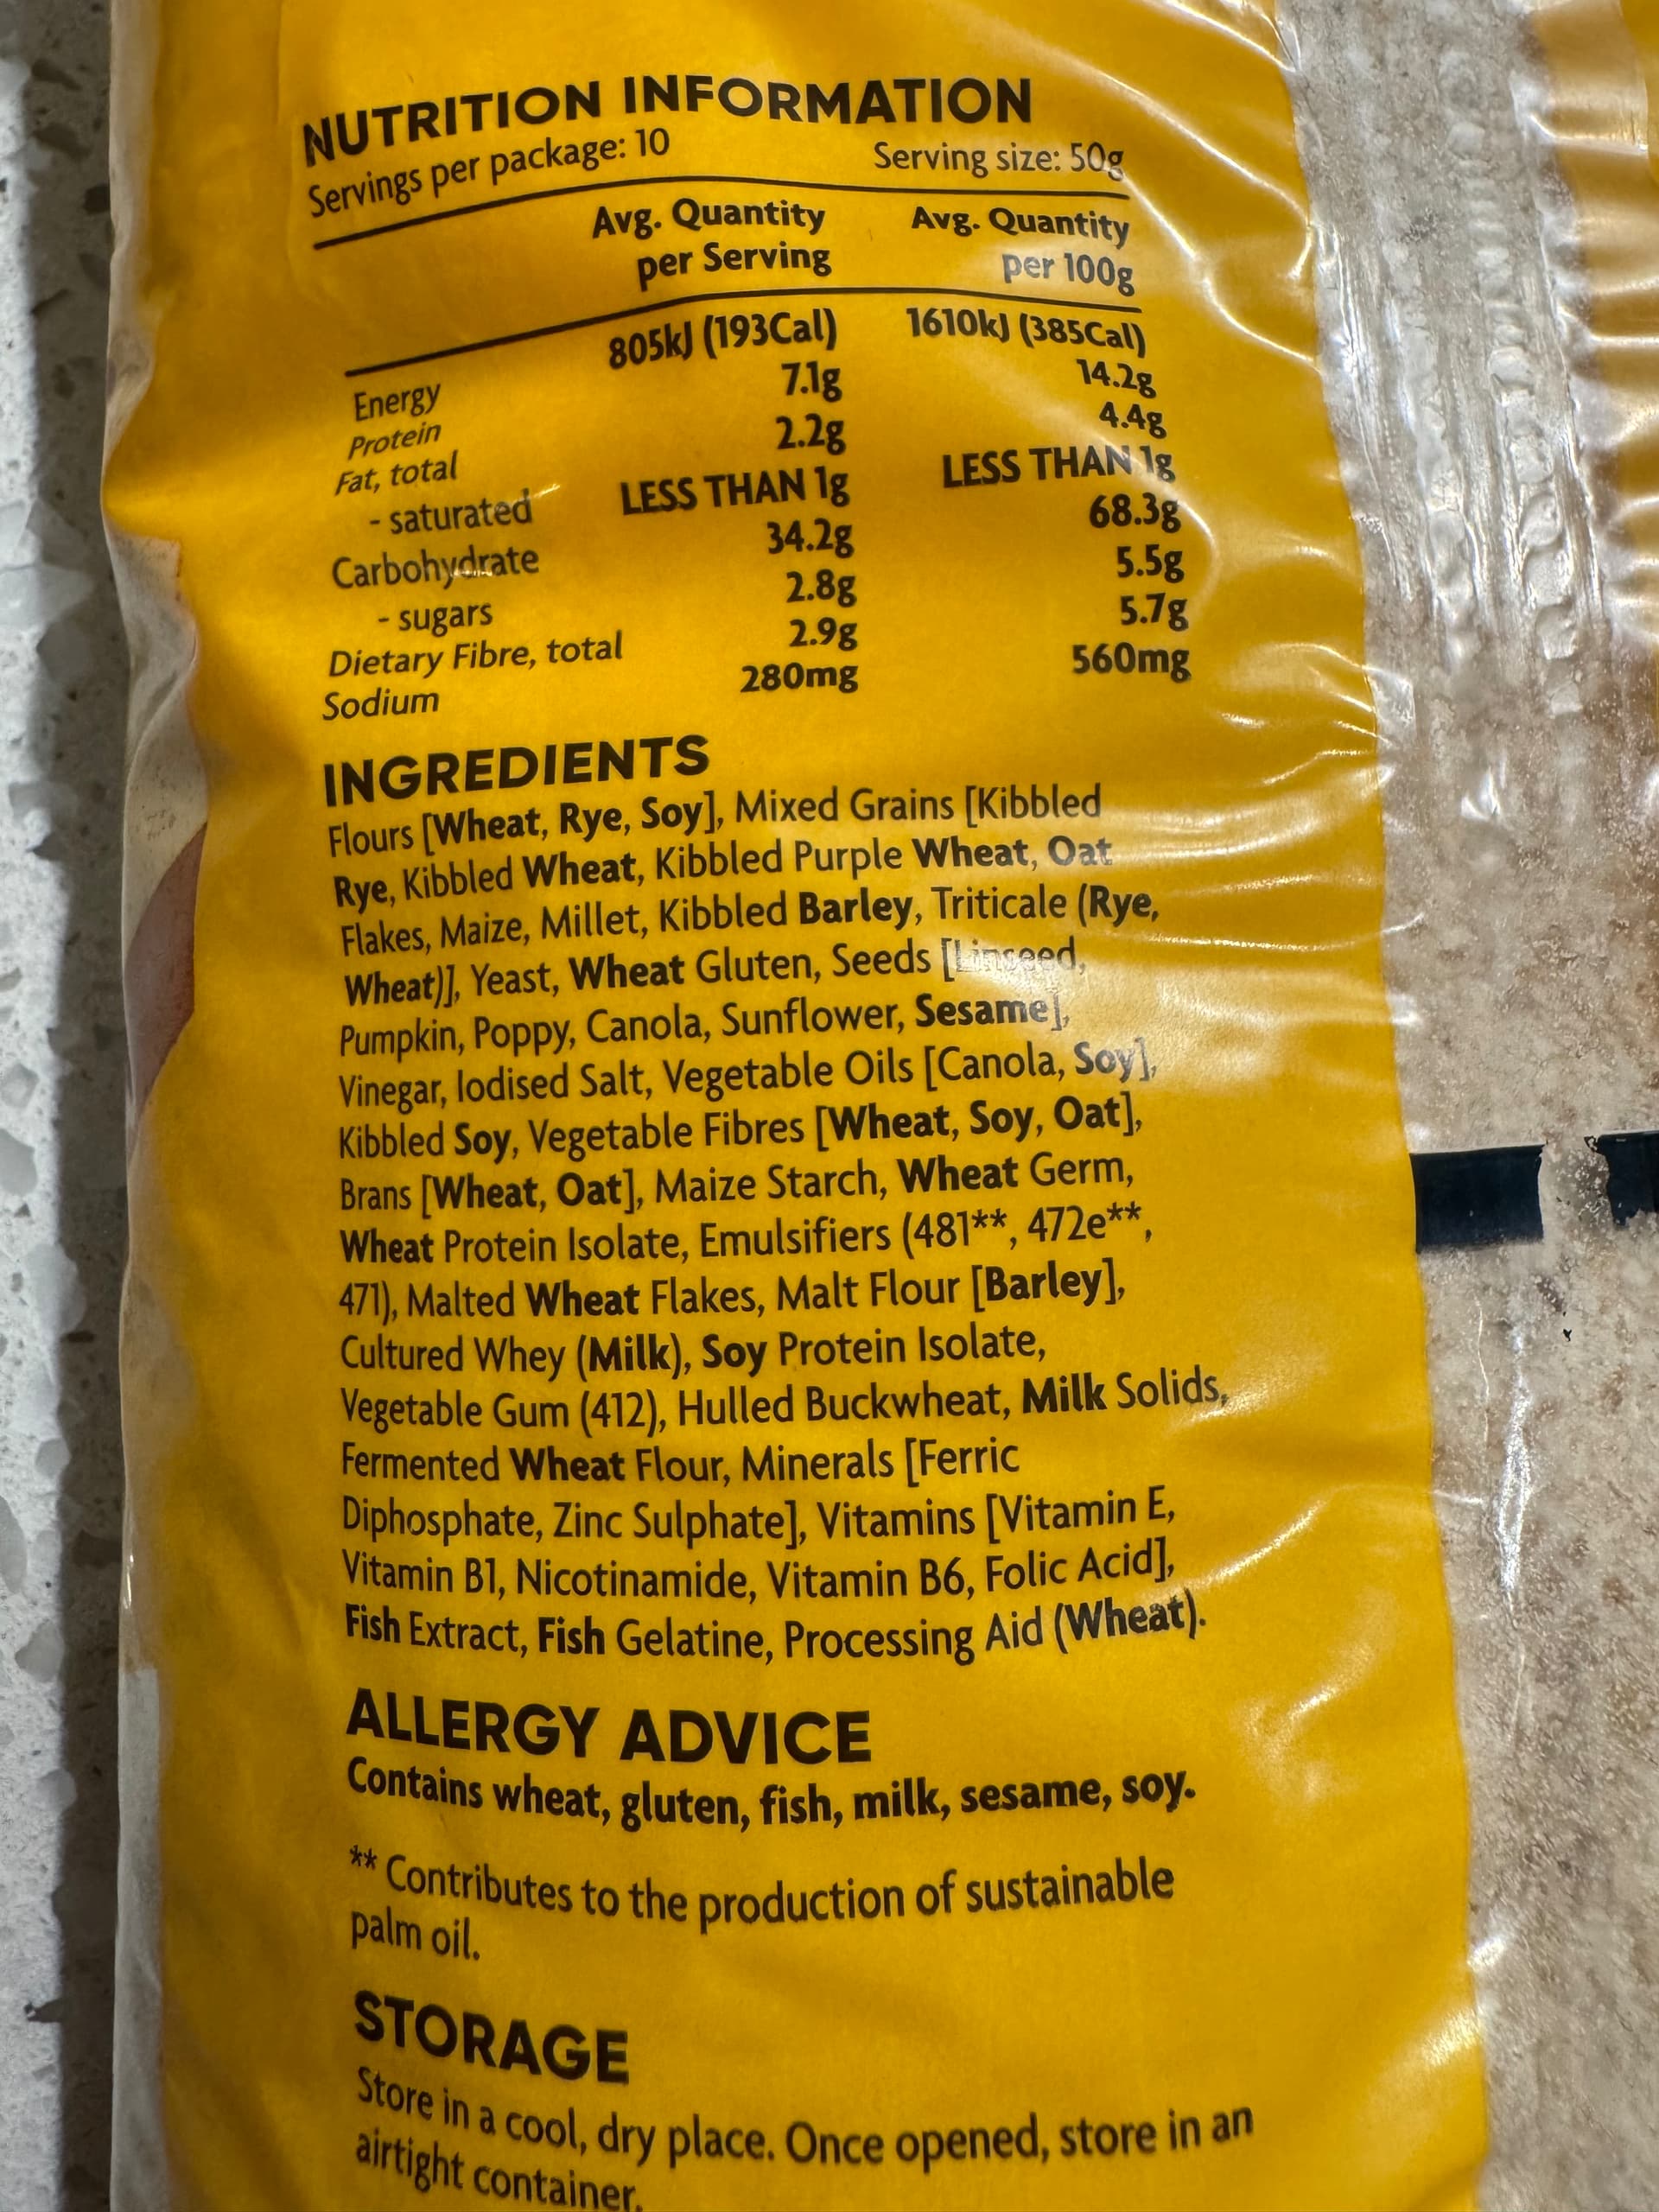 NUTRITION INFORMATION
Servings per package: 10 Serving size: 50g
Avg. Quantity Avg. Quantity
per Serving per 100g
Energy 805kJ (193Cal) 1610kJ (385Cal)
Protein 7.1g 14.2g
Fat, total 2.2g 4.4g
- saturated LESS THAN 1g LESS THAN 1g
Carbohydrate 34.2g 68.3g
- sugars 2.8g 5.5g
Dietary Fibre, total 2.9g 5.7g
Sodium 280mg 560mg
INGREDIENTS
Flours [Wheat, Rye, Soy], Mixed Grains [Kibbled
Rye, Kibbled Wheat, Kibbled Purple Wheat, Oat
Flakes, Maize, Millet, Kibbled Barley, Triticale (Rye,
Wheat)], Yeast, Wheat Gluten, Seeds [Linseed,
Pumpkin, Poppy, Canola, Sunflower, Sesame],
Vinegar, Iodised Salt, Vegetable Oils [Canola, Soy],
Kibbled Soy, Vegetable Fibres [Wheat, Soy, Oat],
Brans [Wheat, Oat], Maize Starch, Wheat Germ,
Wheat Protein Isolate, Emulsifiers (481**, 472e**,
471), Malted Wheat Flakes, Malt Flour [Barley],
Cultured Whey (Milk), Soy Protein Isolate,
Vegetable Gum (412), Hulled Buckwheat, Milk Solids,
Fermented Wheat Flour, Minerals [Ferric
Diphosphate, Zinc Sulphate], Vitamins [Vitamin E,
Vitamin B1, Nicotinamide, Vitamin B6, Folic Acid],
Fish Extract, Fish Gelatine, Processing Aid (Wheat).
ALLERGY ADVICE
Contains wheat, gluten, fish, milk, sesame, soy.
** Contributes to the production of sustainable
palm oil.
STORAGE
Store in a cool, dry place. Once opened, store in an
airtight container.